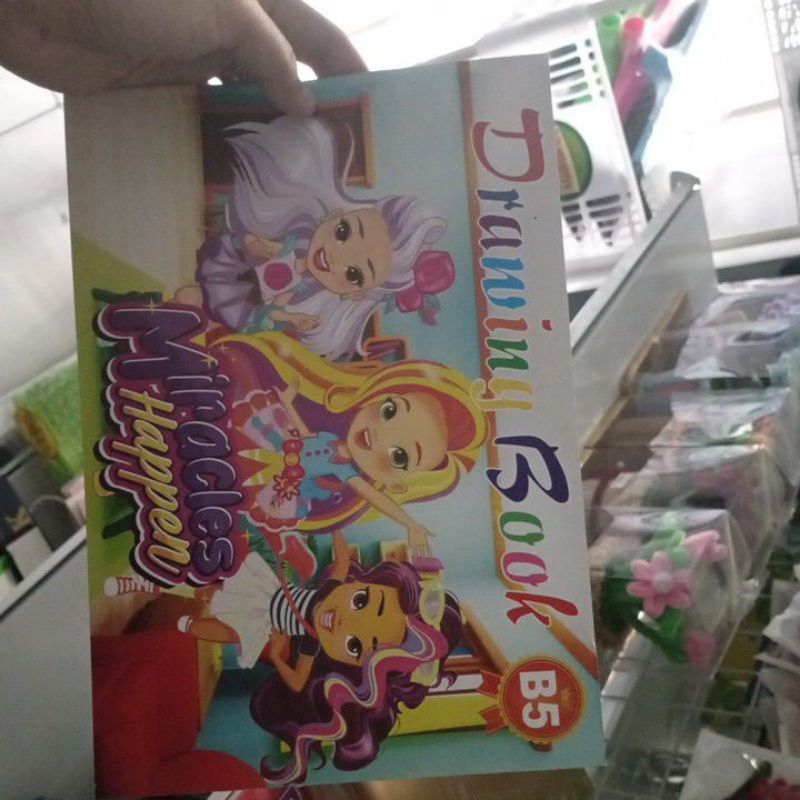 Drawing Book
B5
Miracles
Happen